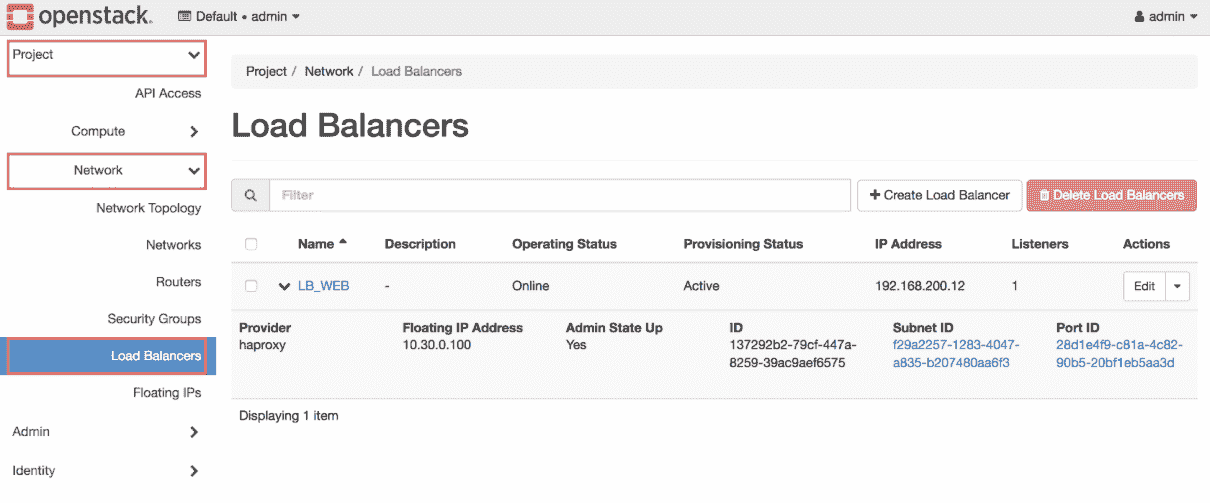 openstack. Default • admin admin
Project
API Access
Compute
Network
Network Topology
Networks
Routers
Security Groups
Load Balancers
Floating IPs
Admin
Identity
Project / Network / Load Balancers
Load Balancers
Filter
Create Load Balancer
Delete Load Balancers
Name Description Operating Status Provisioning Status IP Address Listeners Actions
LB_WEB - Online Active 192.168.200.12 1 Edit
Provider Floating IP Address Admin State Up ID Subnet ID Port ID
haproxy 10.30.0.100 Yes 137292b2-79cf-447a- f29a2257-1283-4047- 28d1e4f9-c81a-4c82-
8259-39ac9aef6575 a835-b207480aa6f3 90b5-20bf1eb5aa3d
Displaying 1 item